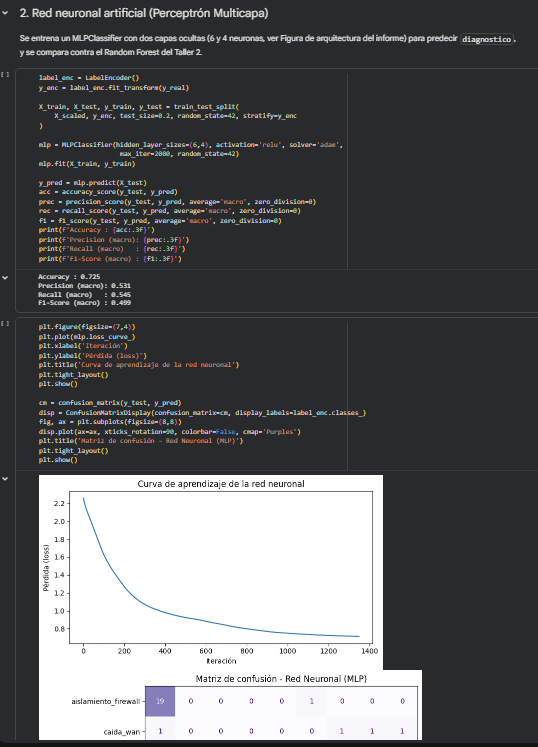 2. Red neuronal artificial (Perceptrón Multicapa)
Se entrena un MLPClassifier con dos capas ocultas (6 y 4 neuronas, ver Figura de arquitectura del informe) para predecir diagnostico,
y se compara contra el Random Forest del Taller 2.
[ ]
label_enc = LabelEncoder()
y_enc = label_enc.fit_transform(y_real)
X_train, X_test, y_train, y_test = train_test_split(
X_scaled, y_enc, test_size=0.2, random_state=42, stratify=y_enc
)
mlp = MLPClassifier(hidden_layer_sizes=(6,4), activation='relu', solver='adam',
max_iter=2000, random_state=42)
mlp.fit(X_train, y_train)
y_pred = mlp.predict(X_test)
acc = accuracy_score(y_test, y_pred)
prec = precision_score(y_test, y_pred, average='macro', zero_division=0)
rec = recall_score(y_test, y_pred, average='macro', zero_division=0)
f1 = f1_score(y_test, y_pred, average='macro', zero_division=0)
print(f'Accuracy : {acc:.3f}')
print(f'Precision (macro): {prec:.3f}')
print(f'Recall (macro)   : {rec:.3f}')
print(f'F1-Score (macro) : {f1:.3f}')
Accuracy : 0.725
Precision (macro): 0.531
Recall (macro)   : 0.545
F1-Score (macro) : 0.499
[ ]
plt.figure(figsize=(7,4))
plt.plot(mlp.loss_curve_)
plt.xlabel('Iteración')
plt.ylabel('Pérdida (loss)')
plt.title('Curva de aprendizaje de la red neuronal')
plt.tight_layout()
plt.show()
cm = confusion_matrix(y_test, y_pred)
disp = ConfusionMatrixDisplay(confusion_matrix=cm, display_labels=label_enc.classes_)
fig, ax = plt.subplots(figsize=(8,8))
disp.plot(ax=ax, xticks_rotation=90, colorbar=False, cmap='Purples')
plt.title('Matriz de confusión - Red Neuronal (MLP)')
plt.tight_layout()
plt.show()
Curva de aprendizaje de la red neuronal
2.2
2.0
1.8
1.6
1.4
1.2
1.0
0.8
Pérdida (loss)
0 200 400 600 800 1000 1200 1400
Iteración
Matriz de confusión - Red Neuronal (MLP)
aislamiento_firewall 19 0 0 0 0 1 0 0 0
caida_wan 1 0 0 0 0 0 1 1 1